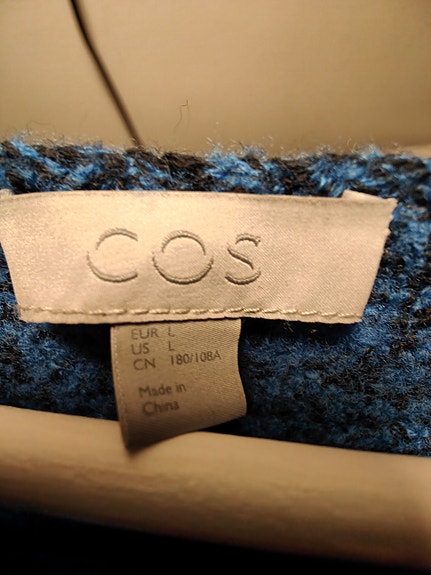 COS
EUR L
US L
CN 180/108A
Made in
China